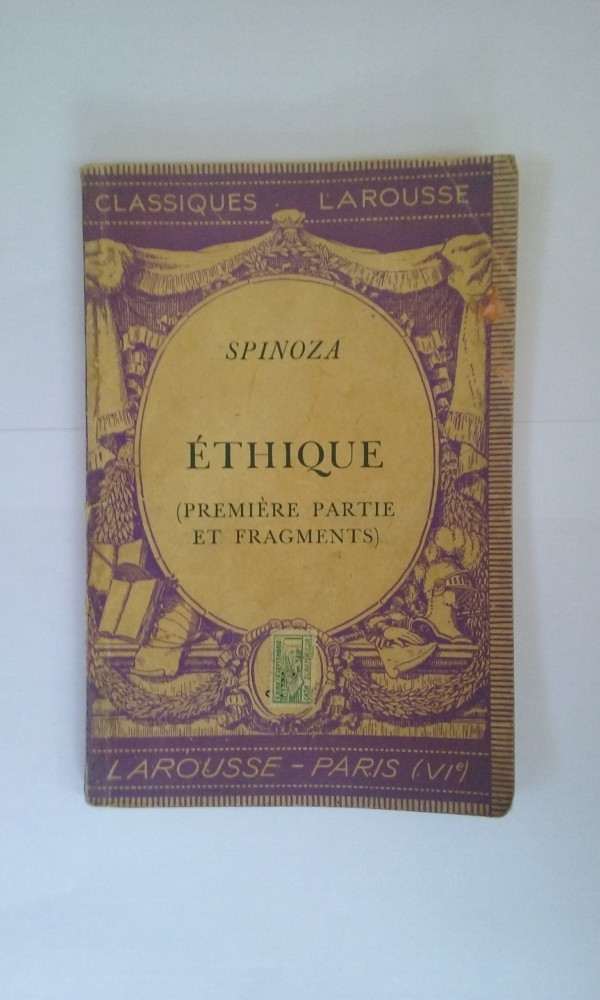 CLASSIQUES LAROUSSE
SPINOZA
ÉTHIQUE
(PREMIÈRE PARTIE
ET FRAGMENTS)
LAROUSSE – PARIS (VIe)